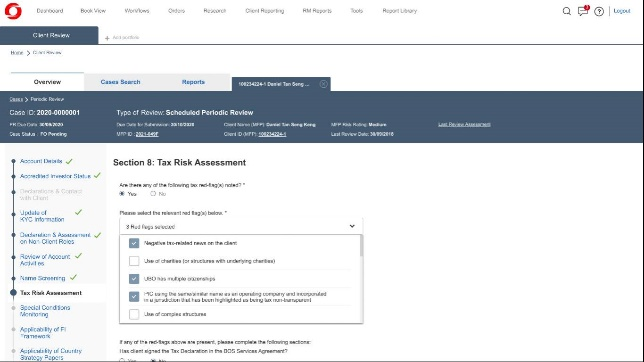 Dashboard Book View Workflows Orders Research Client Reporting RM Reports Tools Report Library Logout
Client Review + Add portfolio
Home > Client Review
Overview Cases Search Reports 106234224-1 Daniel Tan Seng ...
Cases > Periodic Review
Case ID: 2020-0000001 Type of Review: Scheduled Periodic Review
PR Due Date: 30/09/2020 Due Date for Submission: 20/10/2020 Client Name (MFP): Daniel Tan Seng Kang MFP Risk Rating: Medium Last Review Assessment
Case Status : FO Pending MFP ID : 2021-049F Client ID (MFP): 106234224-1 Last Review Date: 30/09/2018
Account Details
Accredited Investor Status
Declarations & Contact
with Client
Update of
KYC Information
Declaration & Assessment
on Non-Client Roles
Review of Account
Activities
Name Screening
Tax Risk Assessment
Special Conditions
Monitoring
Applicability of FI
Framework
Applicability of Country
Strategy Papers
Section 8: Tax Risk Assessment
Are there any of the following tax red-flag(s) noted? *
Yes No
Please select the relevant red flag(s) below. *
3 Red flags selected
Negative tax-related news on the client
Use of charities (or structures with underlying charities)
UBO has multiple citizenships
PIC using the same/similar name as an operating company and incorporated
in a jurisdiction that has been highlighted as being tax non-transparent
Use of complex structures
If any of the red-flags above are present, please complete the following sections:
Has client signed the Tax Declaration in the BOS Services Agreement?
Yes No